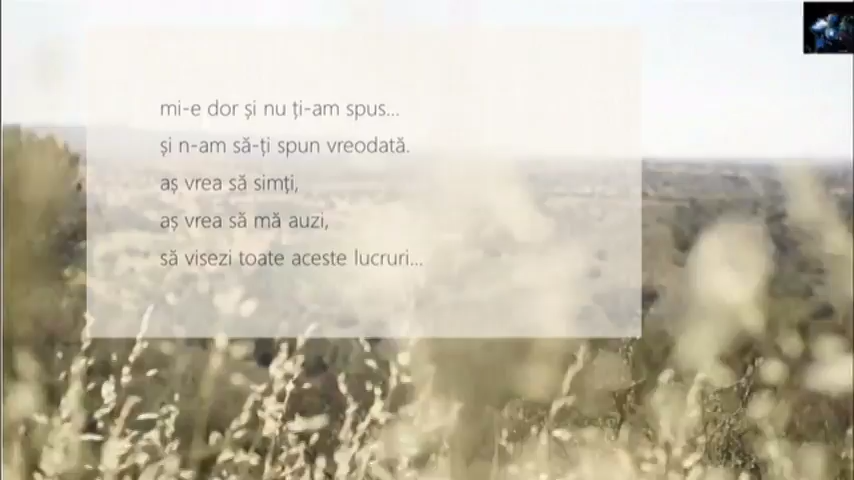 mi-e dor și nu ți-am spus...
și n-am să-ți spun vreodată.
aș vrea să simți,
aș vrea să mă auzi,
să visezi toate aceste lucruri...